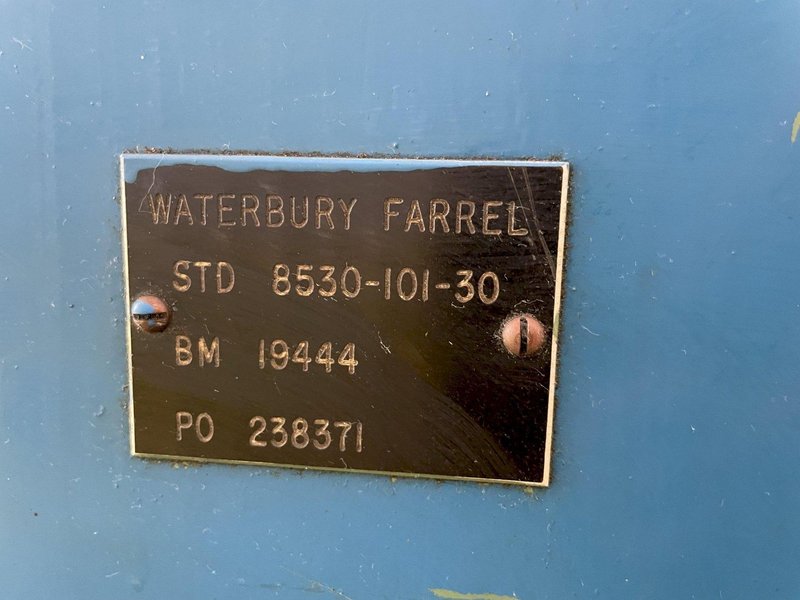 WATERBURY FARREL
STD 8530-101-30
BM 19444
PO 238371